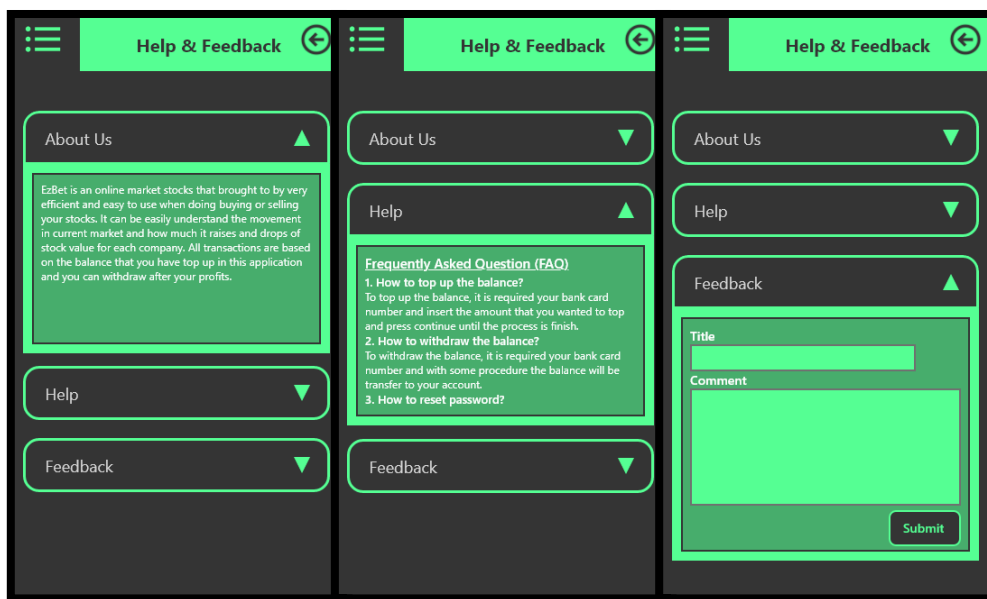 Help & Feedback
About Us
EzBet is an online market stocks that brought to by very
efficient and easy to use when doing buying or selling
your stocks. It can be easily understand the movement
in current market and how much it raises and drops of
stock value for each company. All transactions are based
on the balance that you have top up in this application
and you can withdraw after your profits.
Help
Feedback
Help & Feedback
About Us
Help
Frequently Asked Question (FAQ)
1. How to top up the balance?
To top up the balance, it is required your bank card
number and insert the amount that you wanted to top
and press continue until the process is finish.
2. How to withdraw the balance?
To withdraw the balance, it is required your bank card
number and with some procedure the balance will be
transfer to your account.
3. How to reset password?
Feedback
Help & Feedback
About Us
Help
Feedback
Title
Comment
Submit